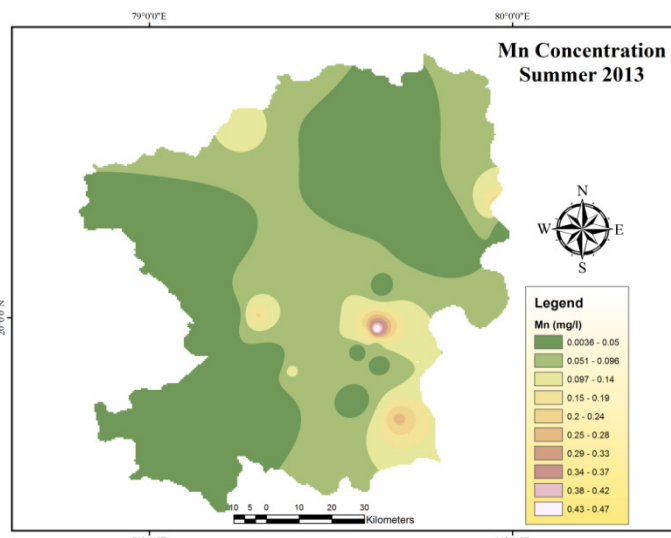 79°0'0"E
80°0'0"E
Mn Concentration
Summer 2013
N
W
E
S
20°0'0"N
Legend
Mn (mg/l)
0.0036 - 0.05
0.051 - 0.096
0.097 - 0.14
0.15 - 0.19
0.2 - 0.24
0.25 - 0.28
0.29 - 0.33
0.34 - 0.37
0.38 - 0.42
0.43 - 0.47
10 5 0 10 20 30
Kilometers